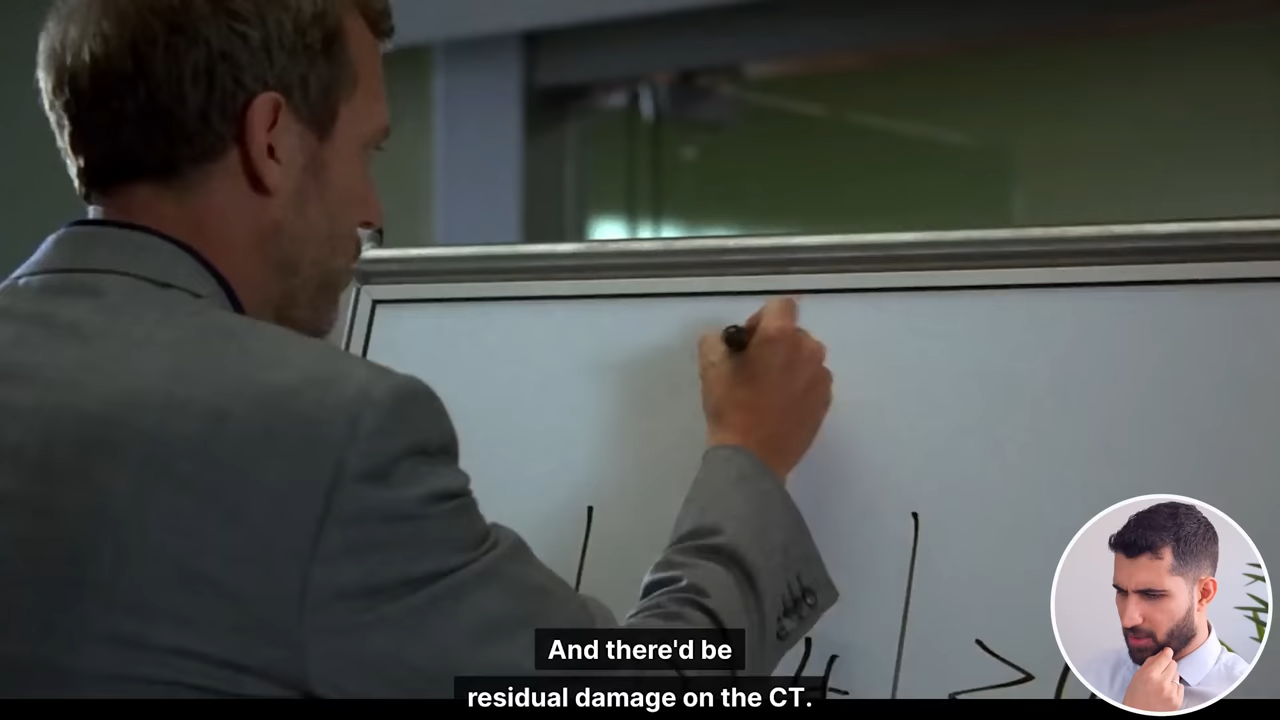 And there'd be
residual damage on the CT.